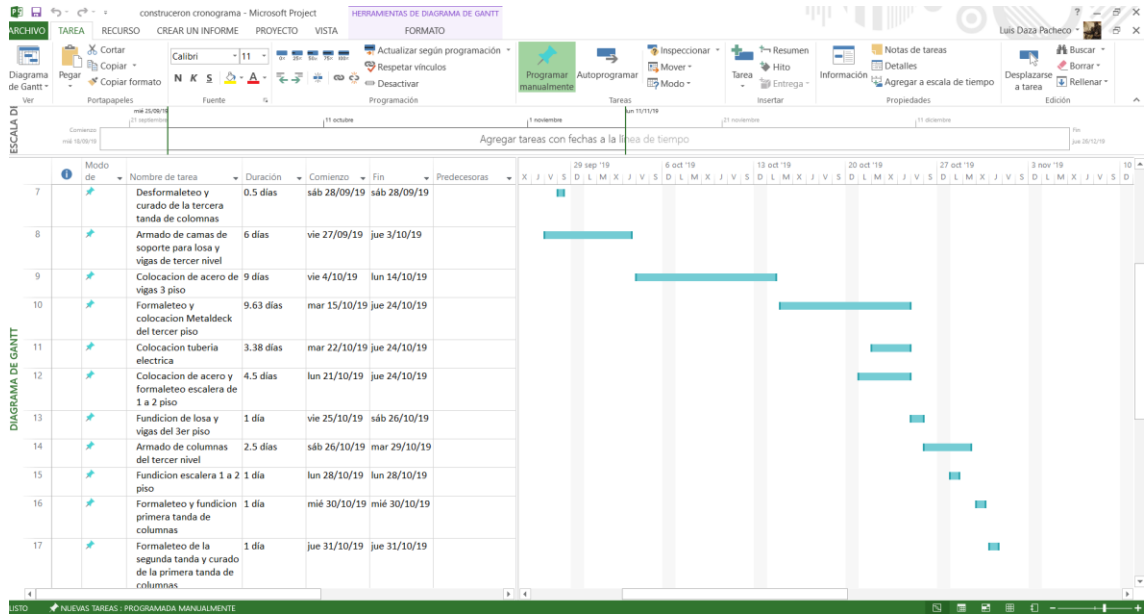 construceron cronograma - Microsoft Project
HERRAMIENTAS DE DIAGRAMA DE GANTT
ARCHIVO TAREA RECURSO CREAR UN INFORME PROYECTO VISTA FORMATO
Luis Daza Pacheco
Diagrama de Gantt
Ver
Pegar
Cortar
Copiar
Copiar formato
Portapapeles
Calibri 11
N K S
Fuente
Actualizar según programación
Respetar vínculos
Desactivar
Programación
Programar manualmente
Autoprogramar
Inspeccionar
Mover
Modo
Tareas
Tarea
Resumen
Hito
Entrega
Insertar
Información
Notas de tareas
Detalles
Agregar a escala de tiempo
Propiedades
Desplazarse a tarea
Buscar
Borrar
Rellenar
Edición
ESCALA DE
mié 25/09/19
lun 11/11/19
21 septiembre 11 octubre 1 noviembre 21 noviembre 11 diciembre
Comienzo
mié 18/09/19
Agregar tareas con fechas a la línea de tiempo
Fin
DIAGRAMA DE GANTT
Modo de Nombre de tarea Duración Comienzo Fin Predecesoras
29 sep '19 6 oct '19 13 oct '19 20 oct '19 27 oct '19 3 nov '19 10
X J V S D L M X J V S D L M X J V S D L M X J V S D L M X J V S D L M X J V S D
7 Desformaleteo y 0.5 días sáb 28/09/19 sáb 28/09/19
curado de la tercera
tanda de colomnas
8 Armado de camas de 6 días vie 27/09/19 jue 3/10/19
soporte para losa y
vigas de tercer nivel
9 Colocacion de acero de 9 días vie 4/10/19 lun 14/10/19
vigas 3 piso
10 Formaleteo y 9.63 días mar 15/10/19 jue 24/10/19
colocacion Metaldeck
del tercer piso
11 Colocacion tuberia 3.38 días mar 22/10/19 jue 24/10/19
electrica
12 Colocacion de acero y 4.5 días lun 21/10/19 jue 24/10/19
formaleteo escalera de
1 a 2 piso
13 Fundicion de losa y 1 día vie 25/10/19 sáb 26/10/19
vigas del 3er piso
14 Armado de columnas 2.5 días sáb 26/10/19 mar 29/10/19
del tercer nivel
15 Fundicion escalera 1 a 2 1 día lun 28/10/19 lun 28/10/19
piso
16 Formaleteo y fundicion 1 día mié 30/10/19 mié 30/10/19
primera tanda de
columnas
17 Formaleteo de la 1 día jue 31/10/19 jue 31/10/19
segunda tanda y curado
de la primera tanda de
columnas
LISTO NUEVAS TAREAS : PROGRAMADA MANUALMENTE